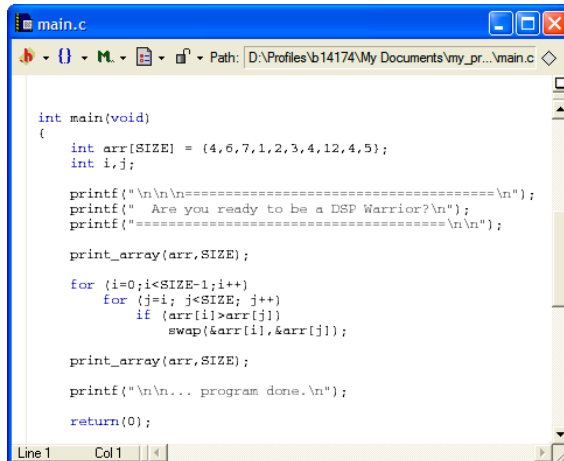 main.c
{} M. Path: D:\Profiles\b14174\My Documents\my_pr...\main.c
int main(void)
{
    int arr[SIZE] = {4,6,7,1,2,3,4,12,4,5};
    int i,j;
    printf("\n\n\n======================================\n");
    printf("  Are you ready to be a DSP Warrior?\n");
    printf("======================================\n\n");
    print_array(arr,SIZE);
    for (i=0;i<SIZE-1;i++)
        for (j=i; j<SIZE; j++)
            if (arr[i]>arr[j])
                swap(&arr[i],&arr[j]);
    print_array(arr,SIZE);
    printf("\n\n... program done.\n");
    return(0);
Line 1 Col 1